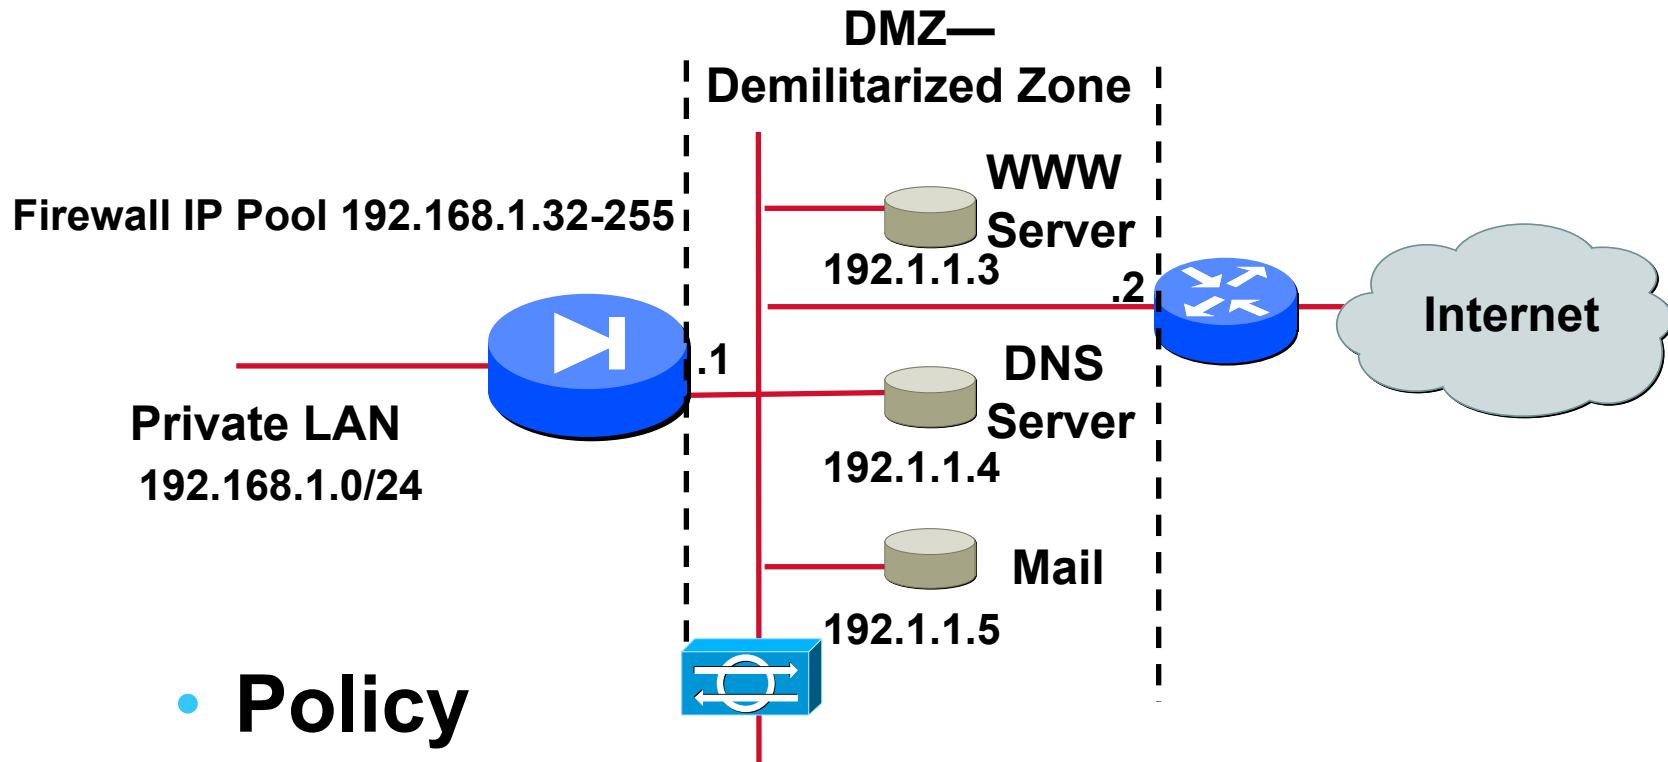 DMZ—
Demilitarized Zone
WWW
Server
Firewall IP Pool 192.168.1.32-255
192.1.1.3
.2
Internet
.1
DNS
Server
Private LAN
192.1.1.4
192.168.1.0/24
Mail
192.1.1.5
• Policy